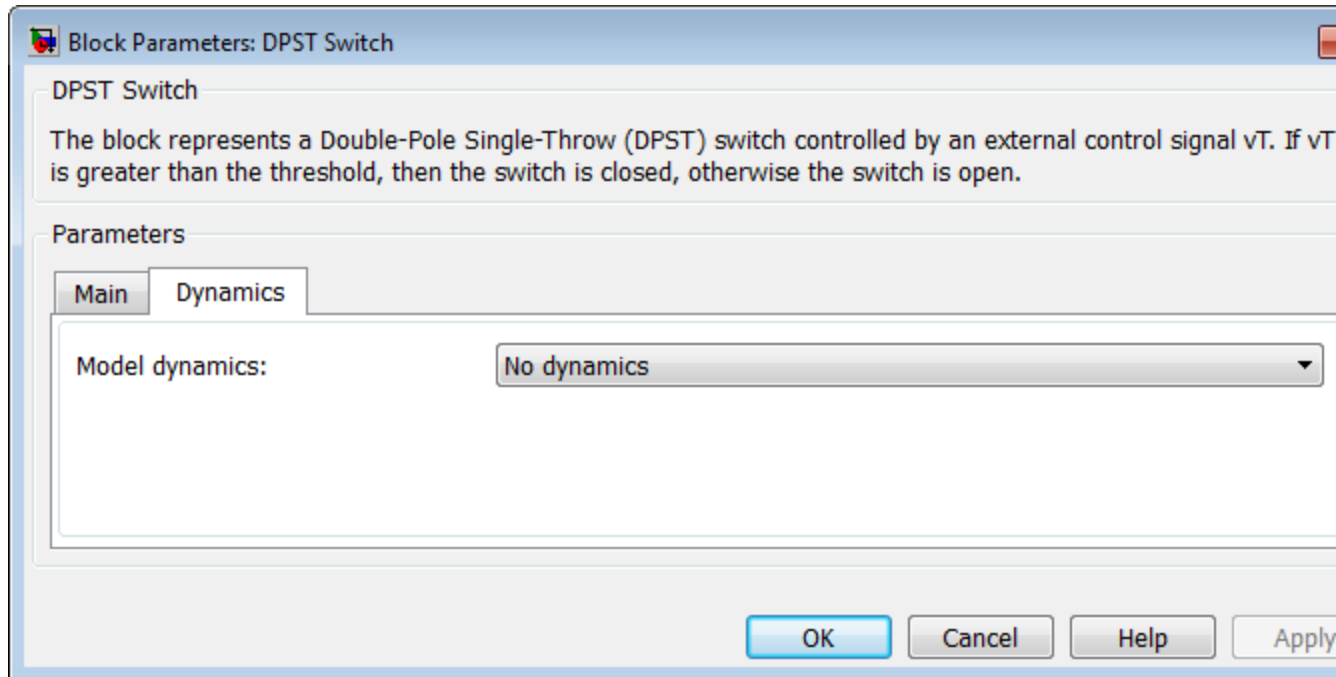 Block Parameters: DPST Switch
DPST Switch
The block represents a Double-Pole Single-Throw (DPST) switch controlled by an external control signal vT. If vT
is greater than the threshold, then the switch is closed, otherwise the switch is open.
Parameters
Main Dynamics
Model dynamics: No dynamics
OK Cancel Help Apply